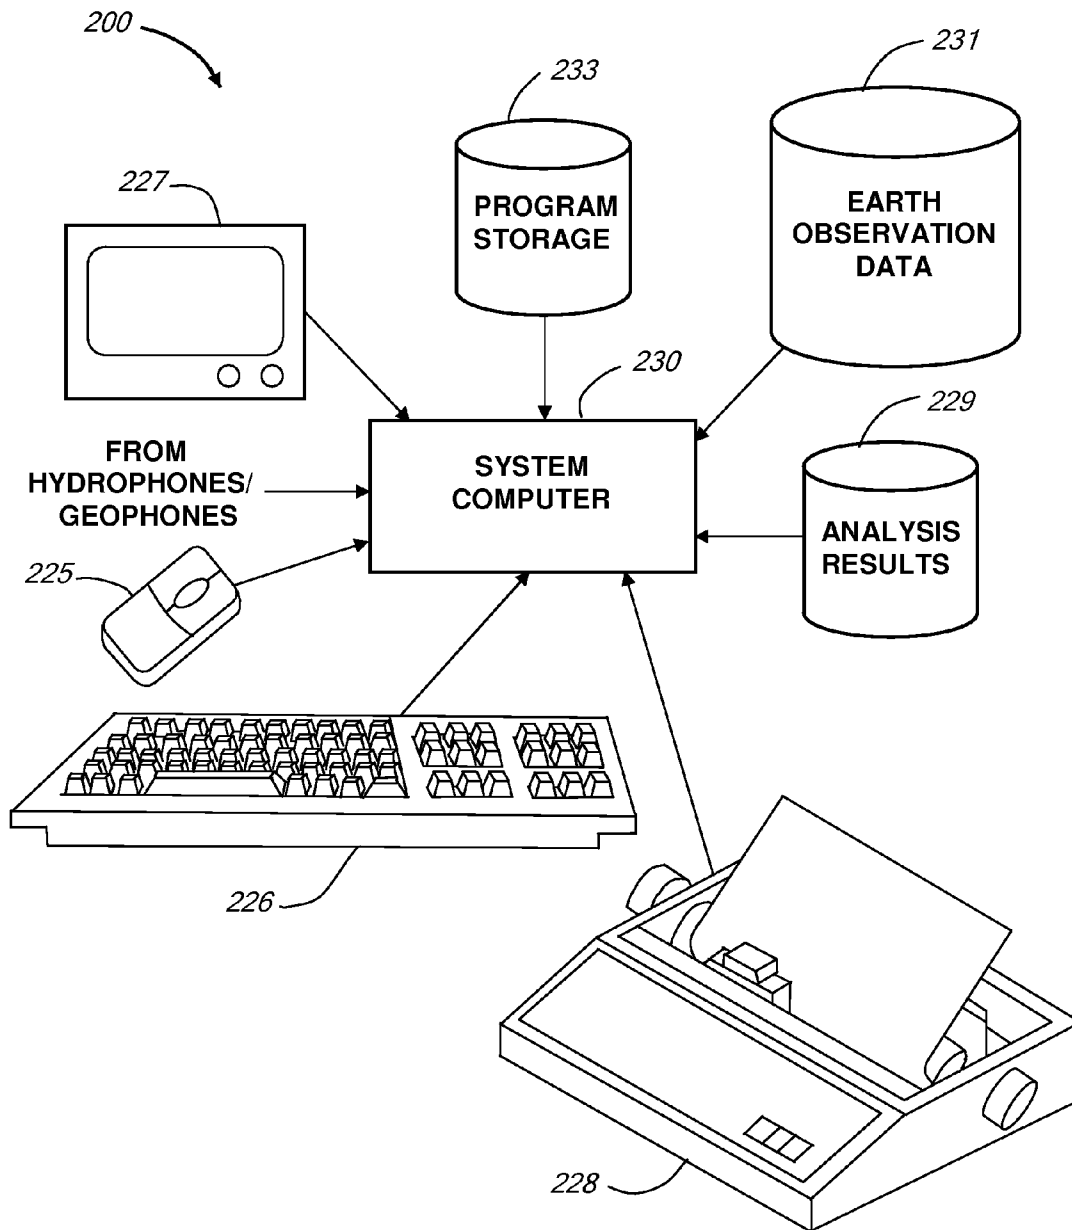 200
233
231
227
PROGRAM
STORAGE
EARTH
OBSERVATION
DATA
230
229
FROM
HYDROPHONES/
GEOPHONES
SYSTEM
COMPUTER
ANALYSIS
RESULTS
225
226
228